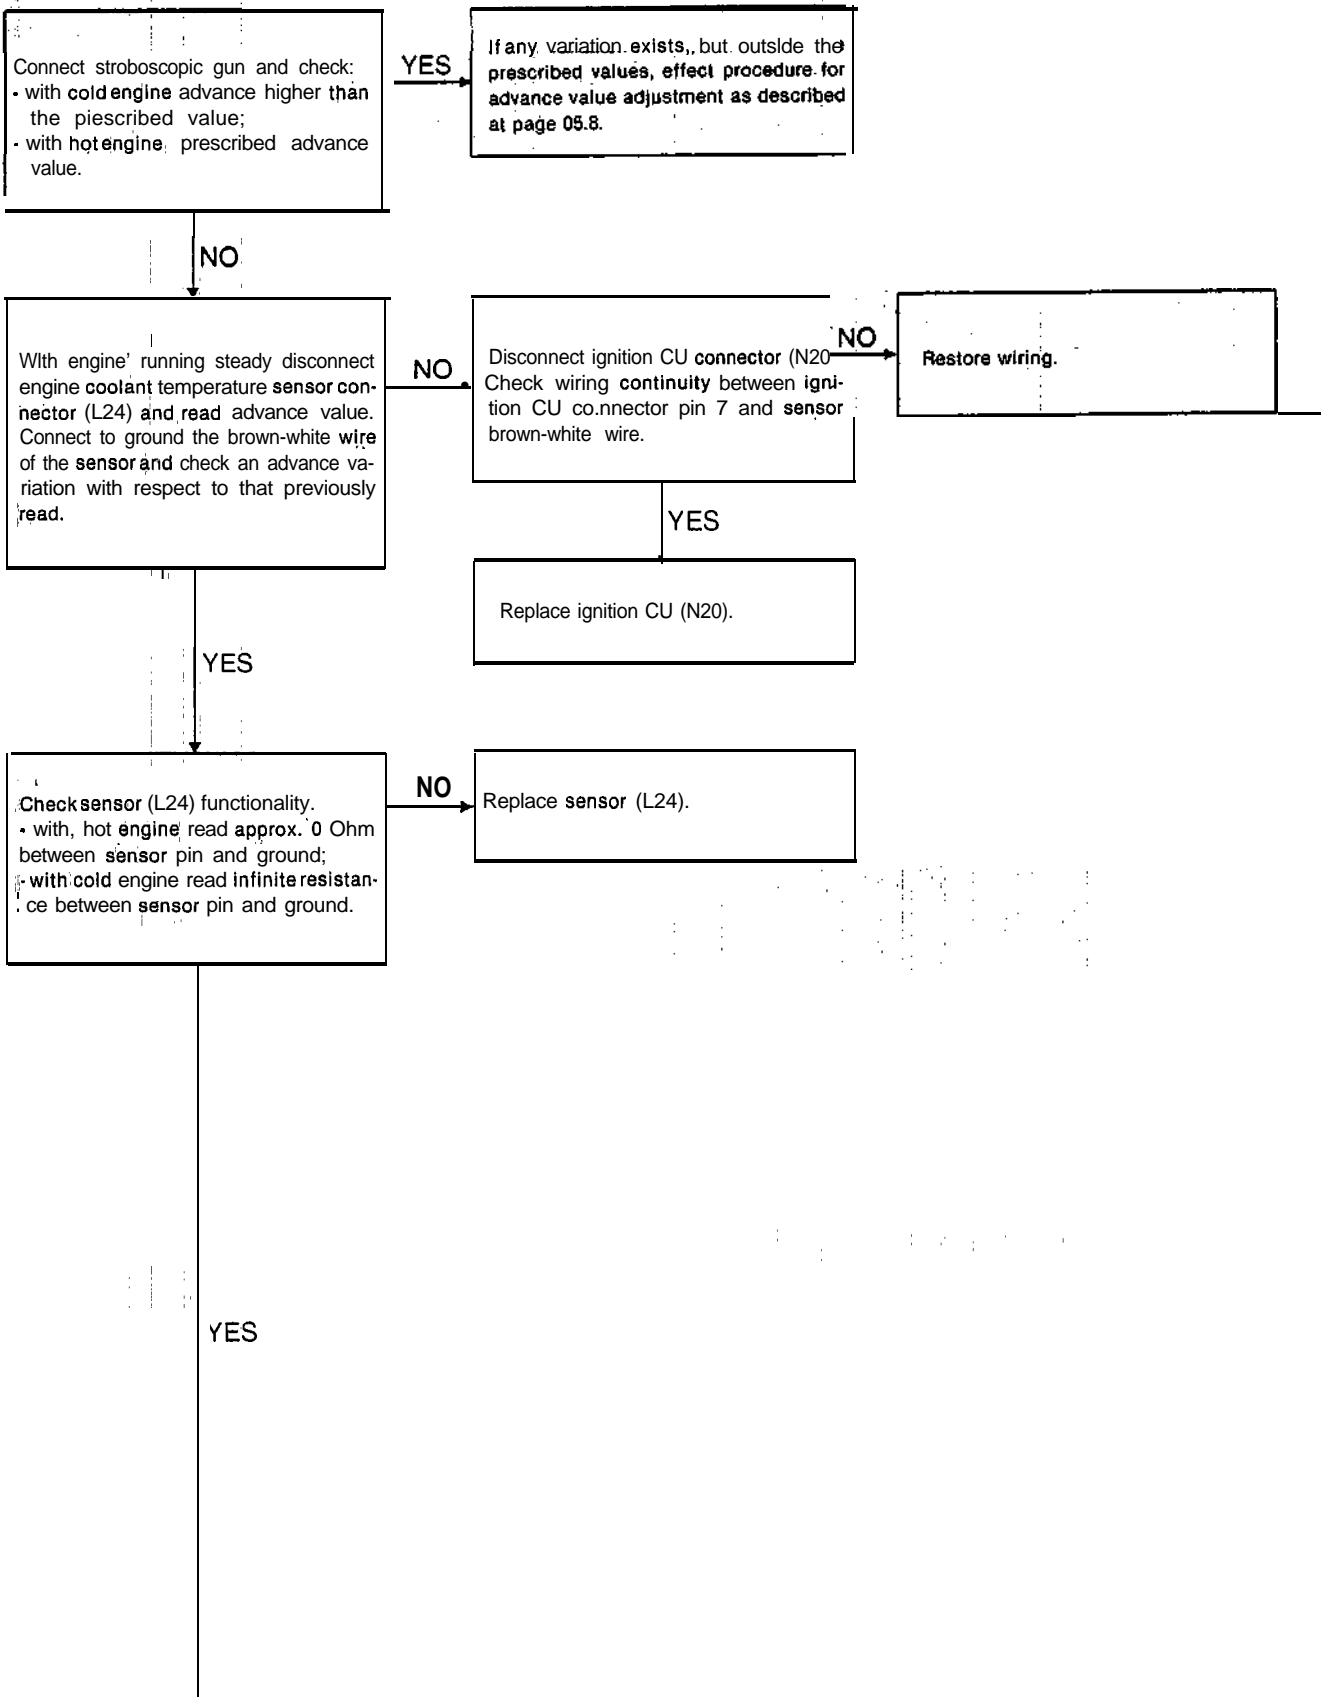 Connect stroboscopic gun and check:
- with cold engine advance higher than
the piescribed value;
- with hot engine prescribed advance
value.
YES
If any variation exists, but outslde the
prescribed values, effect procedure for
advance value adjustment as described
at page 05.8.
NO
WIth engine' running steady disconnect
engine coolant temperature sensor con-
nector (L24) and read advance value.
Connect to ground the brown-white wire
of the sensor and check an advance va-
riation with respect to that previously
read.
NO
Disconnect ignition CU connector (N20
Check wiring continuity between igni-
tion CU co.nnector pin 7 and sensor
brown-white wire.
NO
Restore wiring.
YES
Replace ignition CU (N20).
YES
Check sensor (L24) functionality.
- with, hot engine read approx. 0 Ohm
between sensor pin and ground;
- with cold engine read infinite resistan-
ce between sensor pin and ground.
NO
Replace sensor (L24).
YES